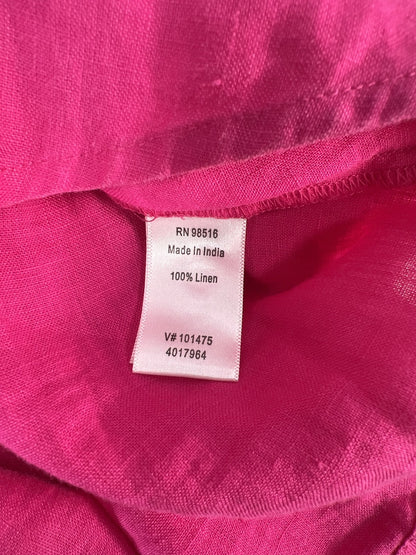 RN 98516
Made In India
100% Linen
V# 101475
4017964